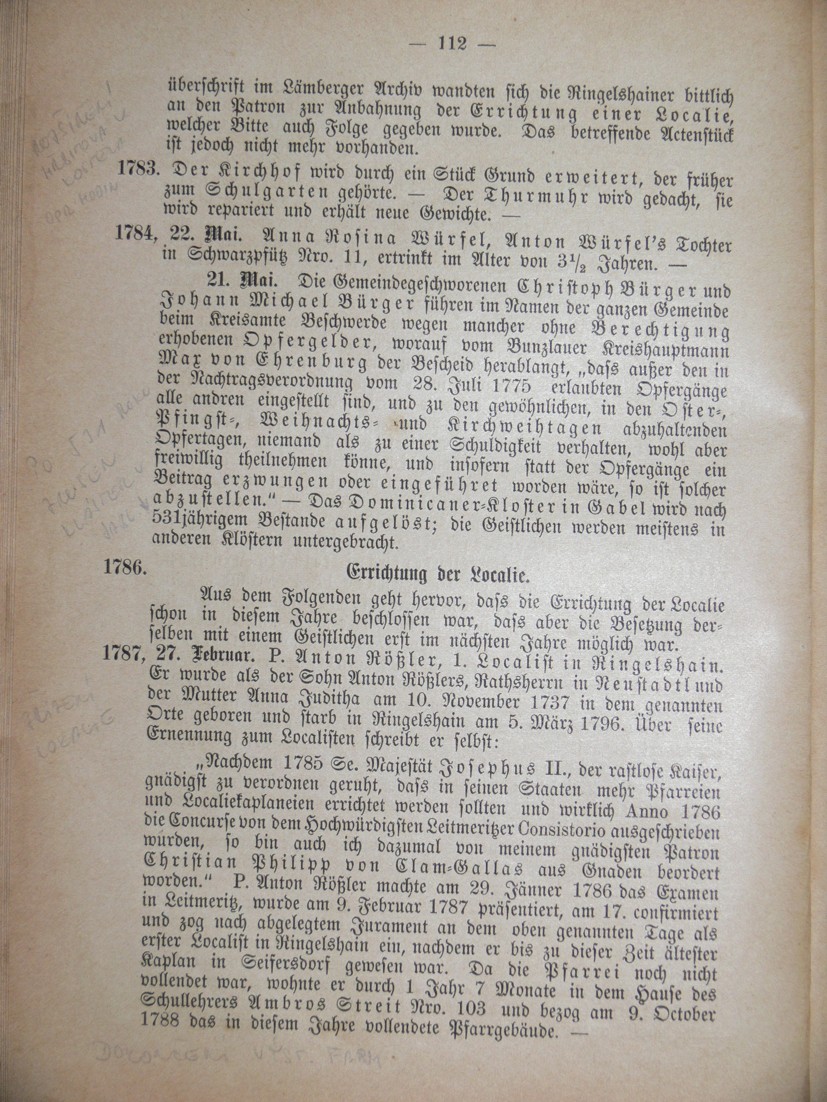 — 112 —
überschrift im Lämberger Archiv wandten sich die Ringelshainer bittlich
an den Patron zur Anbahnung der Errichtung einer Localie,
welcher Bitte auch Folge gegeben wurde. Das betreffende Actenstück
ist jedoch nicht mehr vorhanden.
1783. Der Kirchhof wird durch ein Stück Grund erweitert, der früher
zum Schulgarten gehörte. — Der Thurmuhr wird gedacht, sie
wird repariert und erhält neue Gewichte. —
1784, 22. Mai. Anna Rosina Würfel, Anton Würfel's Tochter
in Schwarzpfütz Nro. 11, ertrinkt im Alter von 3½ Jahren. —
21. Mai. Die Gemeindegeschworenen Christoph Bürger und
Johann Michael Bürger führen im Namen der ganzen Gemeinde
beim Kreisamte Beschwerde wegen mancher ohne Berechtigung
erhobenen Opfergelder, worauf vom Bunzlauer Kreishauptmann
Max von Ehrenburg der Bescheid herablangt, „dass außer den in
der Nachtragsverordnung vom 28. Juli 1775 erlaubten Opfergänge
alle andren eingestellt sind, und zu den gewöhnlichen, in den Oster-,
Pfingst-, Weihnachts- und Kirchweihtagen abzuhaltenden
Opfertagen, niemand als zu einer Schuldigkeit verhalten, wohl aber
freiwillig theilnehmen könne, und insofern statt der Opfergänge ein
Beitrag erzwungen oder eingeführet worden wäre, so ist solcher
abzustellen." — Das Dominicaner-Kloster in Gabel wird nach
531jährigem Bestande aufgelöst; die Geistlichen werden meistens in
anderen Klöstern untergebracht.
1786. Errichtung der Localie.
Aus dem Folgenden geht hervor, dass die Errichtung der Localie
schon in diesem Jahre beschlossen war, dass aber die Besetzung der-
selben mit einem Geistlichen erst im nächsten Jahre möglich war.
1787, 27. Februar. P. Anton Rößler, 1. Localist in Ringelshain.
Er wurde als der Sohn Anton Rößlers, Rathsherrn in Neustadtl und
der Mutter Anna Juditha am 10. November 1737 in dem genannten
Orte geboren und starb in Ringelshain am 5. März 1796. Über seine
Ernennung zum Localisten schreibt er selbst:
„Nachdem 1785 Se. Majestät Josephus II., der rastlose Kaiser,
gnädigst zu verordnen geruht, dass in seinen Staaten mehr Pfarreien
und Localiekaplaneien errichtet werden sollten und wirklich Anno 1786
die Concurse von dem Hochwürdigsten Leitmeritzer Consistorio ausgeschrieben
wurden, so bin auch ich dazumal von meinem gnädigsten Patron
Christian Philipp von Clam-Gallas aus Gnaden beordert
worden." P. Anton Rößler machte am 29. Jänner 1786 das Examen
in Leitmeritz, wurde am 9. Februar 1787 präsentiert, am 17. confirmiert
und zog nach abgelegtem Jurament an dem oben genannten Tage als
erster Localist in Ringelshain ein, nachdem er bis zu dieser Zeit ältester
Kaplan in Seifersdorf gewesen war. Da die Pfarrei noch nicht
vollendet war, wohnte er durch 1 Jahr 7 Monate in dem Hause des
Schullehrers Ambros Streit Nro. 103 und bezog am 9. October
1788 das in diesem Jahre vollendete Pfarrgebäude. —